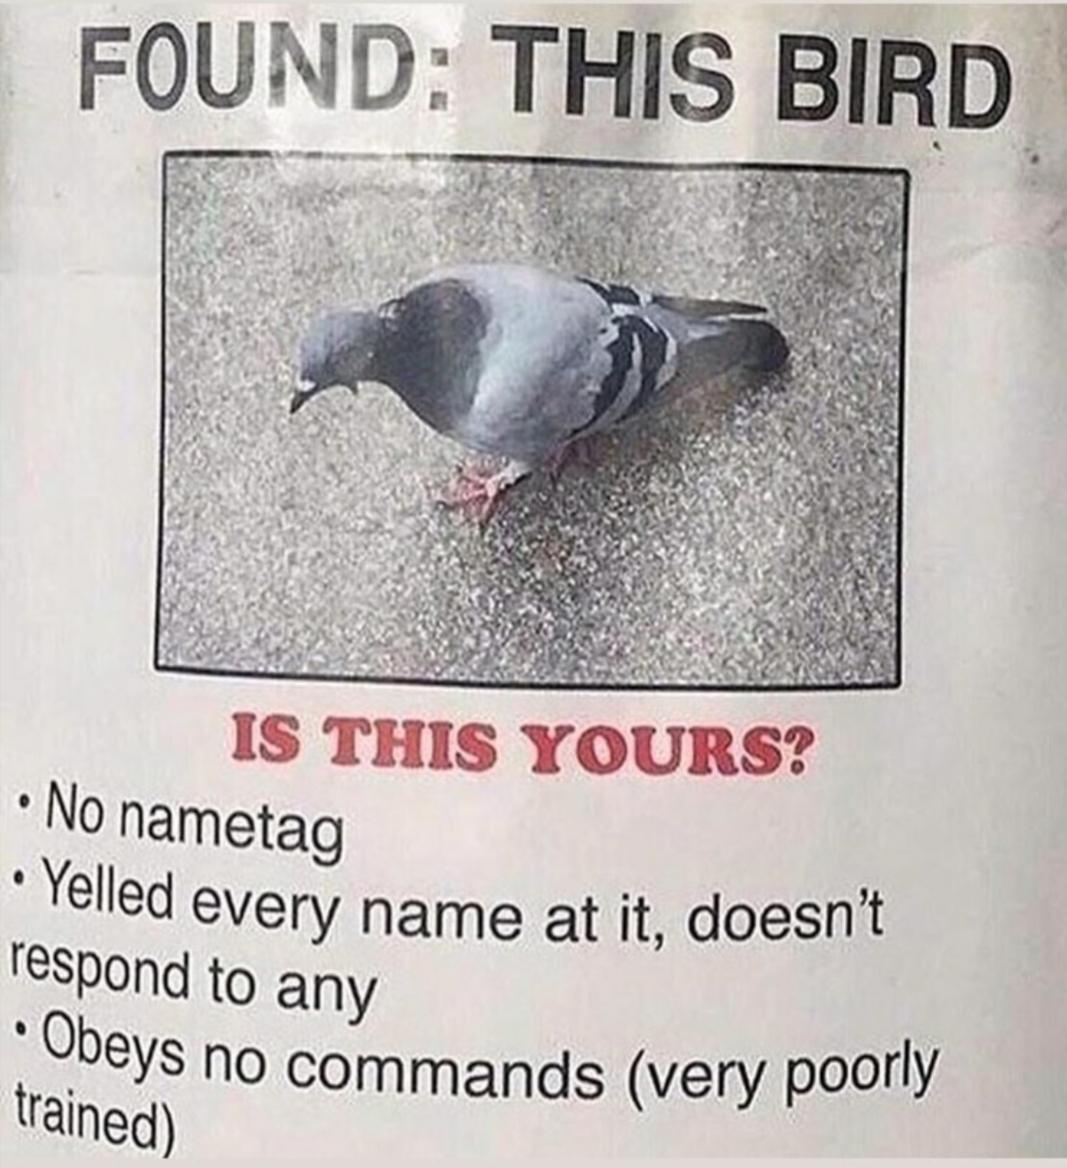 FOUND: THIS BIRD
IS THIS YOURS?
• No nametag
• Yelled every name at it, doesn't
respond to any
• Obeys no commands (very poorly
trained)